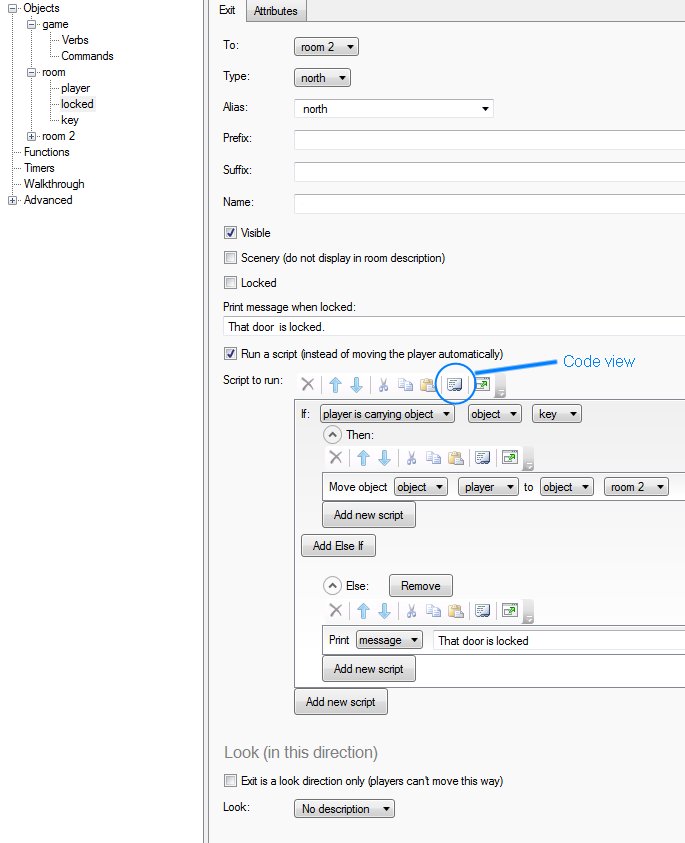 Objects
game
Verbs
Commands
room
player
locked
key
room 2
Functions
Timers
Walkthrough
Advanced
Exit Attributes
To: room 2
Type: north
Alias: north
Prefix:
Suffix:
Name:
Visible
Scenery (do not display in room description)
Locked
Print message when locked:
That door is locked.
Run a script (instead of moving the player automatically)
Code view
Script to run:
If: player is carrying object object key
Then:
Move object object player to object room 2
Add new script
Add Else If
Else: Remove
Print message That door is locked
Add new script
Add new script
Look (in this direction)
Exit is a look direction only (players can't move this way)
Look: No description